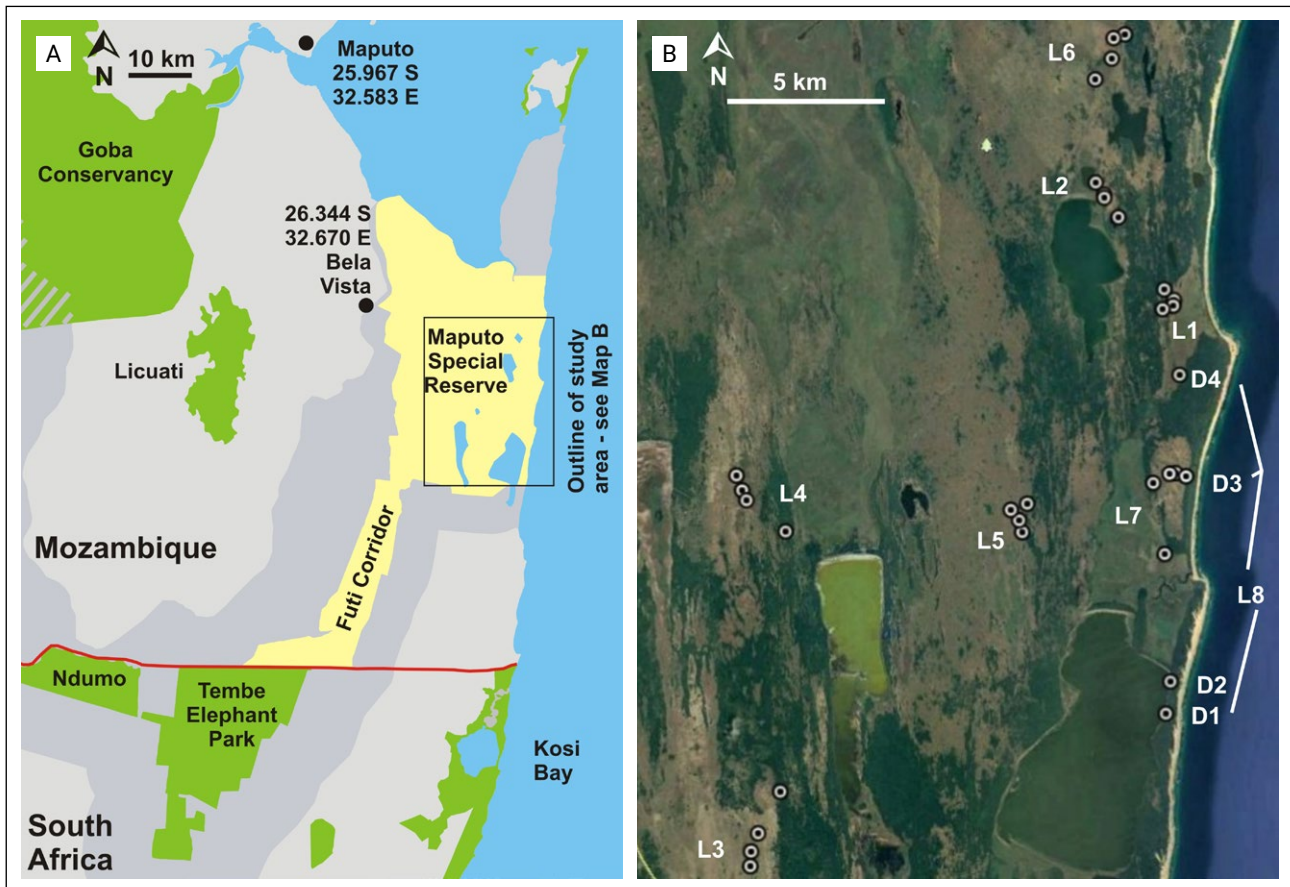 A
N
10 km
Maputo
25.967 S
32.583 E
Goba
Conservancy
26.344 S
32.670 E
Bela
Vista
Maputo
Special
Reserve
Outline of study
area - see Map B
Licuati
Mozambique
Futi Corridor
Ndumo
Tembe
Elephant
Park
Kosi
Bay
South
Africa
B
N
5 km
L6
L2
L1
D4
L4
L5
L7
D3
L8
D2
D1
L3